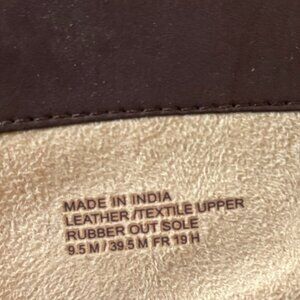 MADE IN INDIA
LEATHER/TEXTILE UPPER
RUBBER OUT SOLE
9.5 M / 39.5 M FR 19 H